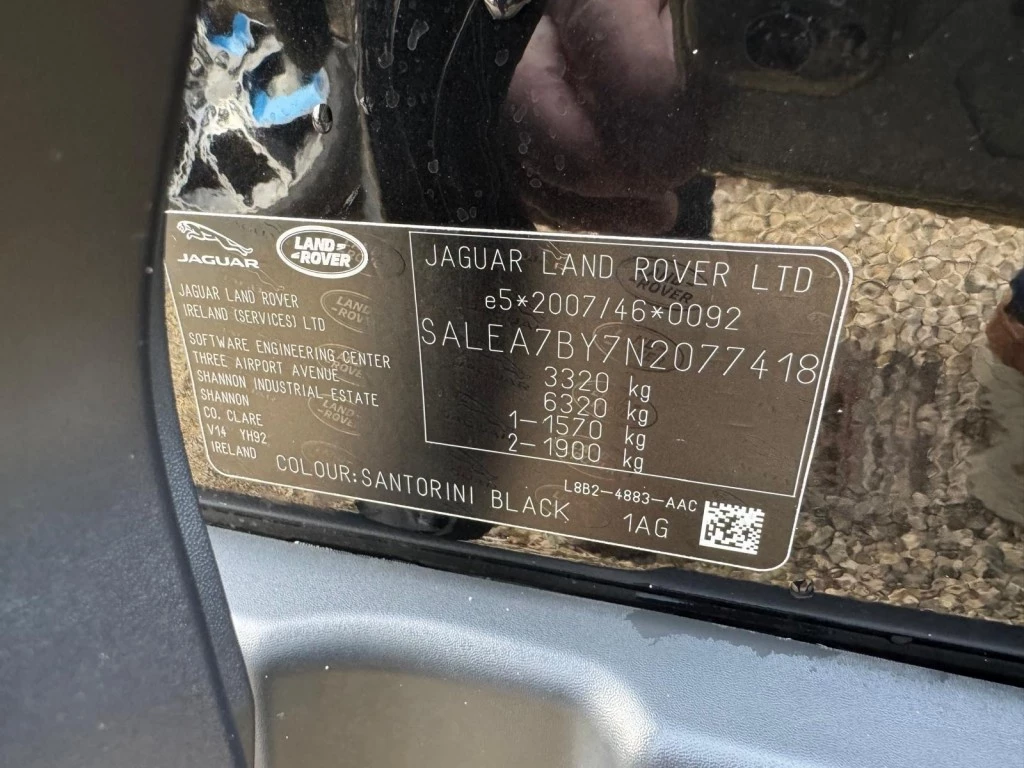 JAGUAR
LAND
ROVER
JAGUAR LAND ROVER
IRELAND (SERVICES) LTD
SOFTWARE ENGINEERING CENTER
THREE AIRPORT AVENUE
SHANNON INDUSTRIAL ESTATE
SHANNON
CO. CLARE
V14 YH92
IRELAND
JAGUAR LAND ROVER LTD
e5*2007/46*0092
SALEA7BY7N2077418
3320 kg
6320 kg
1-1570 kg
2-1900 kg
L8B2-4883-AAC
COLOUR:SANTORINI BLACK 1AG